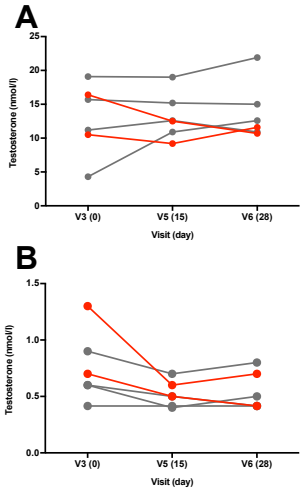 A
25
20
15
10
5
0
Testosterone (nmol/l)
V3 (0) V5 (15) V6 (28)
Visit (day)
B
1.5
1.0
0.5
0.0
Testosterone (nmol/l)
V3 (0) V5 (15) V6 (28)
Visit (day)